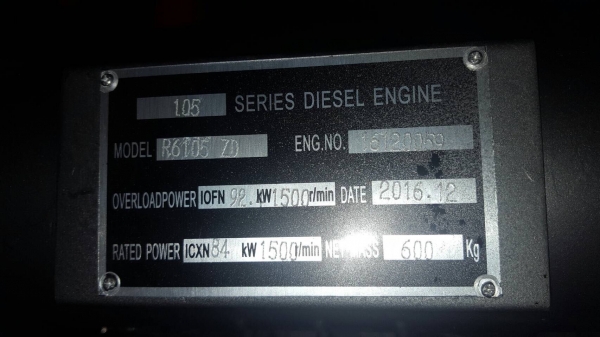 105 SERIES DIESEL ENGINE
MODEL R6105 ZD ENG.NO.
OVERLOADPOWER IOFN 92. kW 1500 r/min DATE 2016.12
RATED POWER ICXN 84 kW 1500 r/min NET MASS 600 Kg